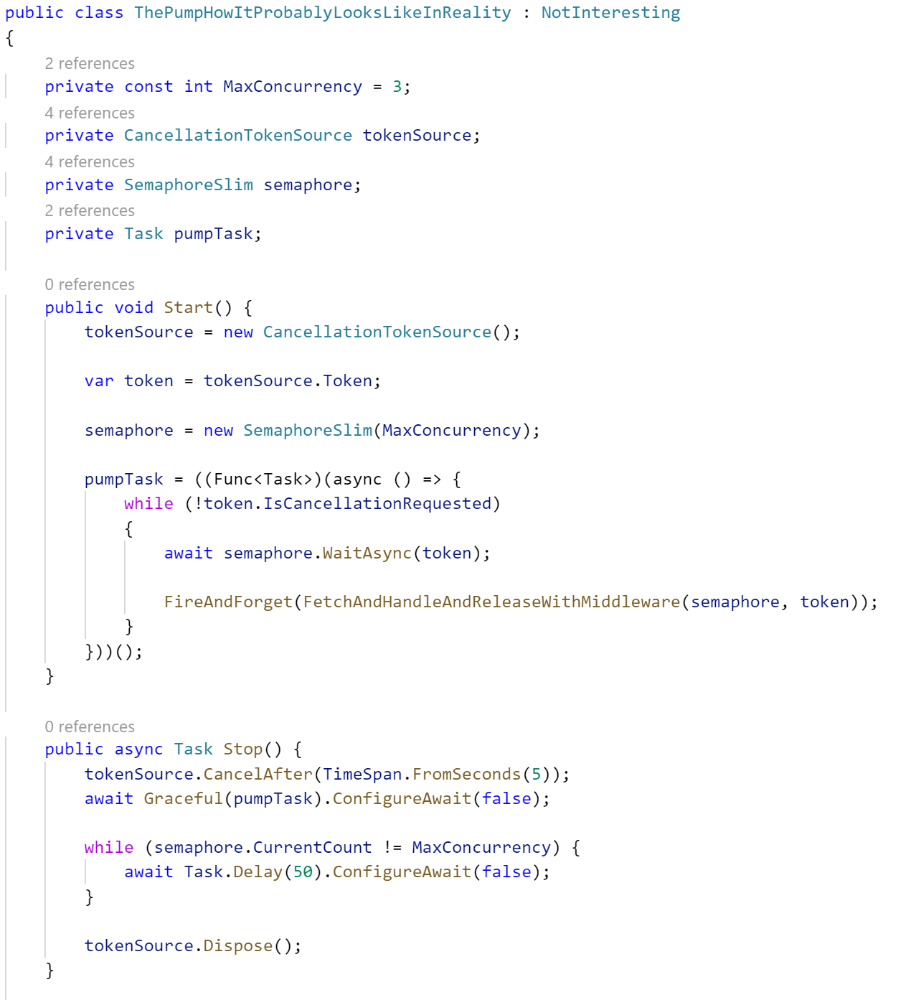 public class ThePumpHowItProbablyLooksLikeInReality : NotInteresting
{
2 references
private const int MaxConcurrency = 3;
4 references
private CancellationTokenSource tokenSource;
4 references
private SemaphoreSlim semaphore;
2 references
private Task pumpTask;
0 references
public void Start() {
tokenSource = new CancellationTokenSource();
var token = tokenSource.Token;
semaphore = new SemaphoreSlim(MaxConcurrency);
pumpTask = ((Func<Task>)(async () => {
while (!token.IsCancellationRequested)
{
await semaphore.WaitAsync(token);
FireAndForget(FetchAndHandleAndReleaseWithMiddleware(semaphore, token));
}
}))();
}
0 references
public async Task Stop() {
tokenSource.CancelAfter(TimeSpan.FromSeconds(5));
await Graceful(pumpTask).ConfigureAwait(false);
while (semaphore.CurrentCount != MaxConcurrency) {
await Task.Delay(50).ConfigureAwait(false);
}
tokenSource.Dispose();
}